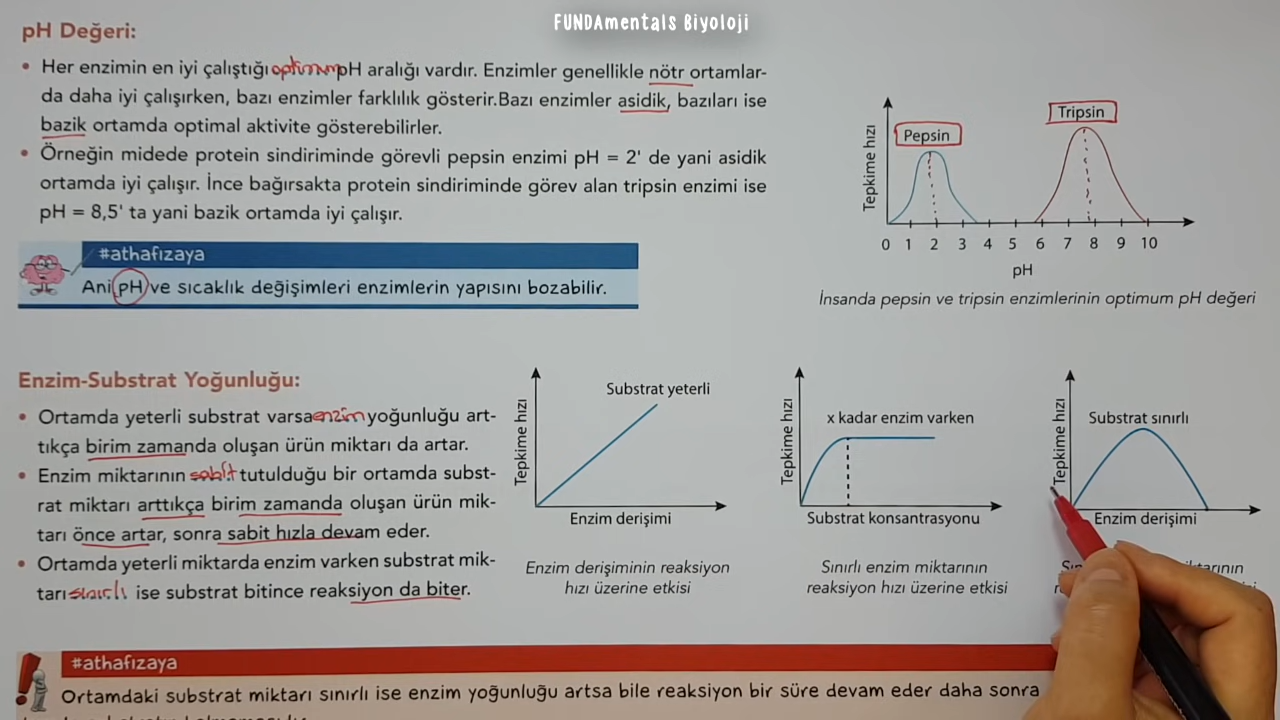 FUNDAmentals Biyoloji
pH Değeri:
• Her enzimin en iyi çalıştığı optimum pH aralığı vardır. Enzimler genellikle nötr ortamlar-
da daha iyi çalışırken, bazı enzimler farklılık gösterir.Bazı enzimler asidik, bazıları ise
bazik ortamda optimal aktivite gösterebilirler.
• Örneğin midede protein sindiriminde görevli pepsin enzimi pH = 2' de yani asidik
ortamda iyi çalışır. İnce bağırsakta protein sindiriminde görev alan tripsin enzimi ise
pH = 8,5' ta yani bazik ortamda iyi çalışır.
#athafızaya
Ani pH ve sıcaklık değişimleri enzimlerin yapısını bozabilir.
Tepkime hızı
Pepsin
Tripsin
0 1 2 3 4 5 6 7 8 9 10
pH
İnsanda pepsin ve tripsin enzimlerinin optimum pH değeri
Enzim-Substrat Yoğunluğu:
• Ortamda yeterli substrat varsa enzim yoğunluğu art-
tıkça birim zamanda oluşan ürün miktarı da artar.
• Enzim miktarının sabit tutulduğu bir ortamda subst-
rat miktarı arttıkça birim zamanda oluşan ürün mik-
tarı önce artar, sonra sabit hızla devam eder.
• Ortamda yeterli miktarda enzim varken substrat mik-
tarı sınırlı ise substrat bitince reaksiyon da biter.
Tepkime hızı
Substrat yeterli
Enzim derişimi
Enzim derişiminin reaksiyon
hızı üzerine etkisi
Tepkime hızı
x kadar enzim varken
Substrat konsantrasyonu
Sınırlı enzim miktarının
reaksiyon hızı üzerine etkisi
Tepkime hızı
Substrat sınırlı
Enzim derişimi
#athafızaya
Ortamdaki substrat miktarı sınırlı ise enzim yoğunluğu artsa bile reaksiyon bir süre devam eder daha sonra